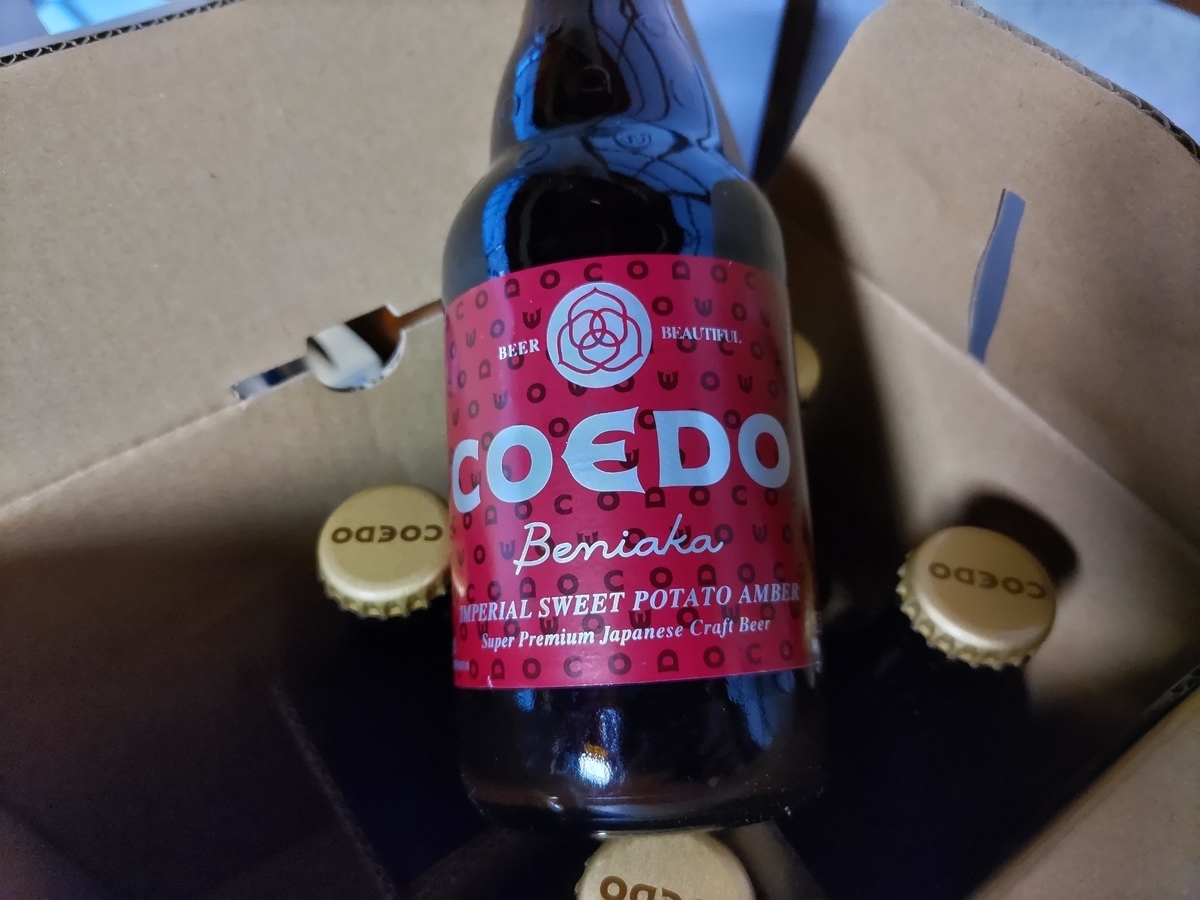 BEER BEAUTIFUL
COEDO
Beniaka
IMPERIAL SWEET POTATO AMBER
Super Premium Japanese Craft Beer
COEDO
COEDO
COEDO